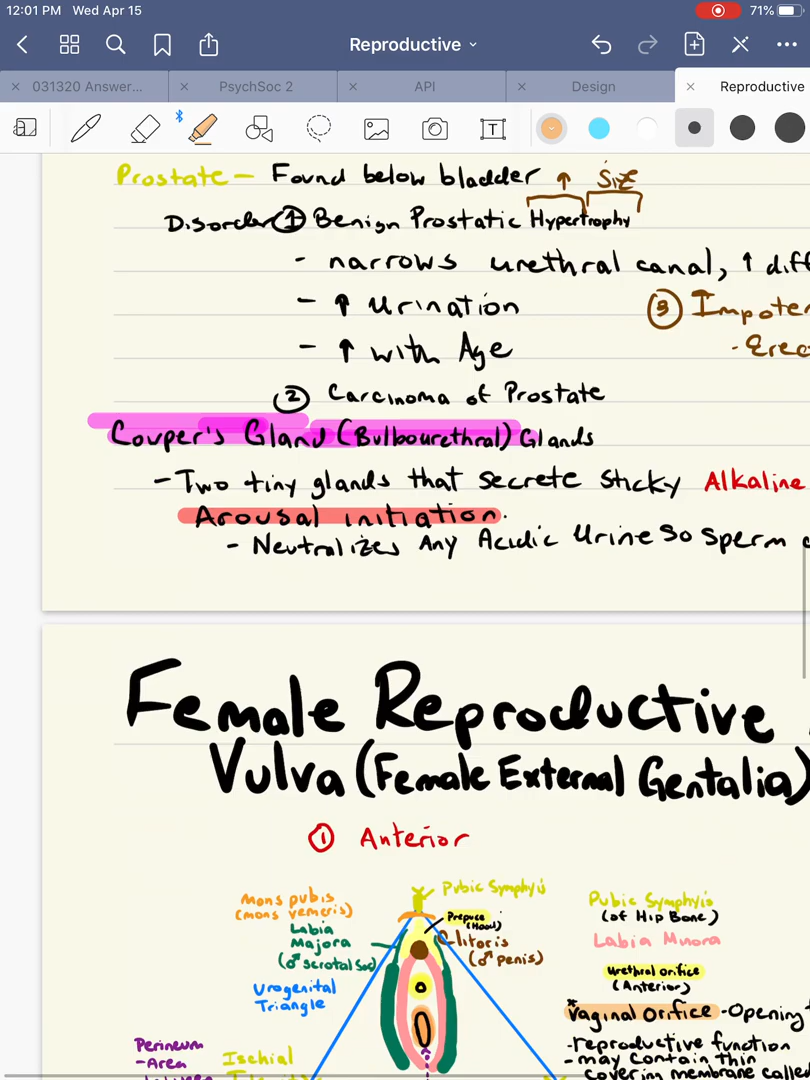 12:01 PM Wed Apr 15
71%
Reproductive
031320 Answer...
PsychSoc 2
API
Design
Reproductive
T
Prostate - Found below bladder ↑ Size
Disorder ① Benign Prostatic Hypertrophy
- narrows urethral canal, ↑ diff
- ↑ Urination
③ Impoten
- ↑ with Age
- Erec
② Carcinoma of Prostate
Cowper's Gland (Bulbourethral) Glands
- Two tiny glands that secrete sticky Alkaline
Arousal initiation.
- Neutralizes Any Acidic Urine So Sperm
Female Reproductive
Vulva (Female External Gentalia)
① Anterior
Pubic Symphyis
Mons pubis
(mons vemeris)
Prepuce
(Hood)
Labia
Majora
(♂ scrotal sac)
Clitoris
(♂ penis)
Urogenital
Triangle
Pubic Symphyis
(of Hip Bone)
Labia Minora
urethral orifice
(Anterior)
*Vaginal Orifice - Opening
- reproductive function
- may contain thin
covering membrane called
Perineum
- Area
Ischial